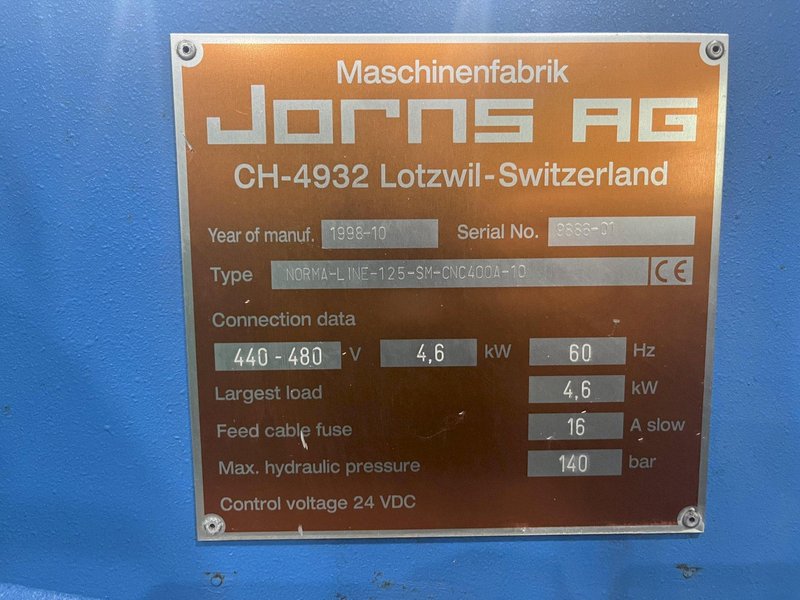 Maschinenfabrik
Jorns AG
CH-4932 Lotzwil-Switzerland
Year of manuf. 1998-10 Serial No. 9886-01
Type NORMA-LINE-125-SM-CNC400A-10 CE
Connection data
440-480 V 4,6 kW 60 Hz
Largest load 4,6 kW
Feed cable fuse 16 A slow
Max. hydraulic pressure 140 bar
Control voltage 24 VDC